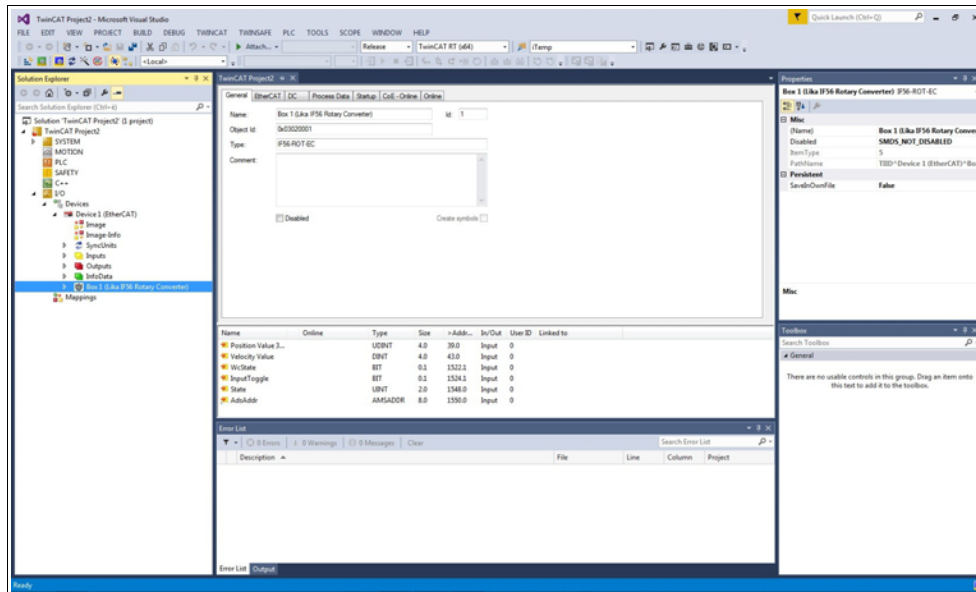 TwinCAT Project2 - Microsoft Visual Studio
Quick Launch (Ctrl+Q)
FILE EDIT VIEW PROJECT BUILD DEBUG TWINCAT TWINSAFE PLC TOOLS SCOPE WINDOW HELP
Attach... Release TwinCAT RT (x64) iTemp
<Local>
Solution Explorer
Search Solution Explorer (Ctrl+è)
Solution 'TwinCAT Project2' (1 project)
TwinCAT Project2
SYSTEM
MOTION
PLC
SAFETY
C++
I/O
Devices
Device 1 (EtherCAT)
Image
Image-Info
SyncUnits
Inputs
Outputs
InfoData
Box 1 (Lika IF56 Rotary Converter)
Mappings
TwinCAT Project2
General EtherCAT DC Process Data Startup CoE - Online Online
Name: Box 1 (Lika IF56 Rotary Converter) Id: 1
Object Id: 0x03020001
Type: IF56-ROT-EC
Comment:
Disabled Create symbols
Name Online Type Size >Addr... In/Out User ID Linked to
Position Value 3... UDINT 4.0 39.0 Input 0
Velocity Value DINT 4.0 43.0 Input 0
WcState BIT 0.1 1522.1 Input 0
InputToggle BIT 0.1 1524.1 Input 0
State UINT 2.0 1548.0 Input 0
AdsAddr AMSADDR 8.0 1550.0 Input 0
Error List
0 Errors 0 Warnings 0 Messages Clear
Search Error List
Description File Line Column Project
Error List Output
Properties
Box 1 (Lika IF56 Rotary Converter) IF56-ROT-EC
Misc
(Name) Box 1 (Lika IF56 Rotary Conver
Disabled SMDS_NOT_DISABLED
ItemType 5
PathName TIID^Device 1 (EtherCAT)^Bo
Persistent
SaveInOwnFile False
Misc
Toolbox
Search Toolbox
General
There are no usable controls in this group. Drag an item onto
this text to add it to the toolbox.
Ready